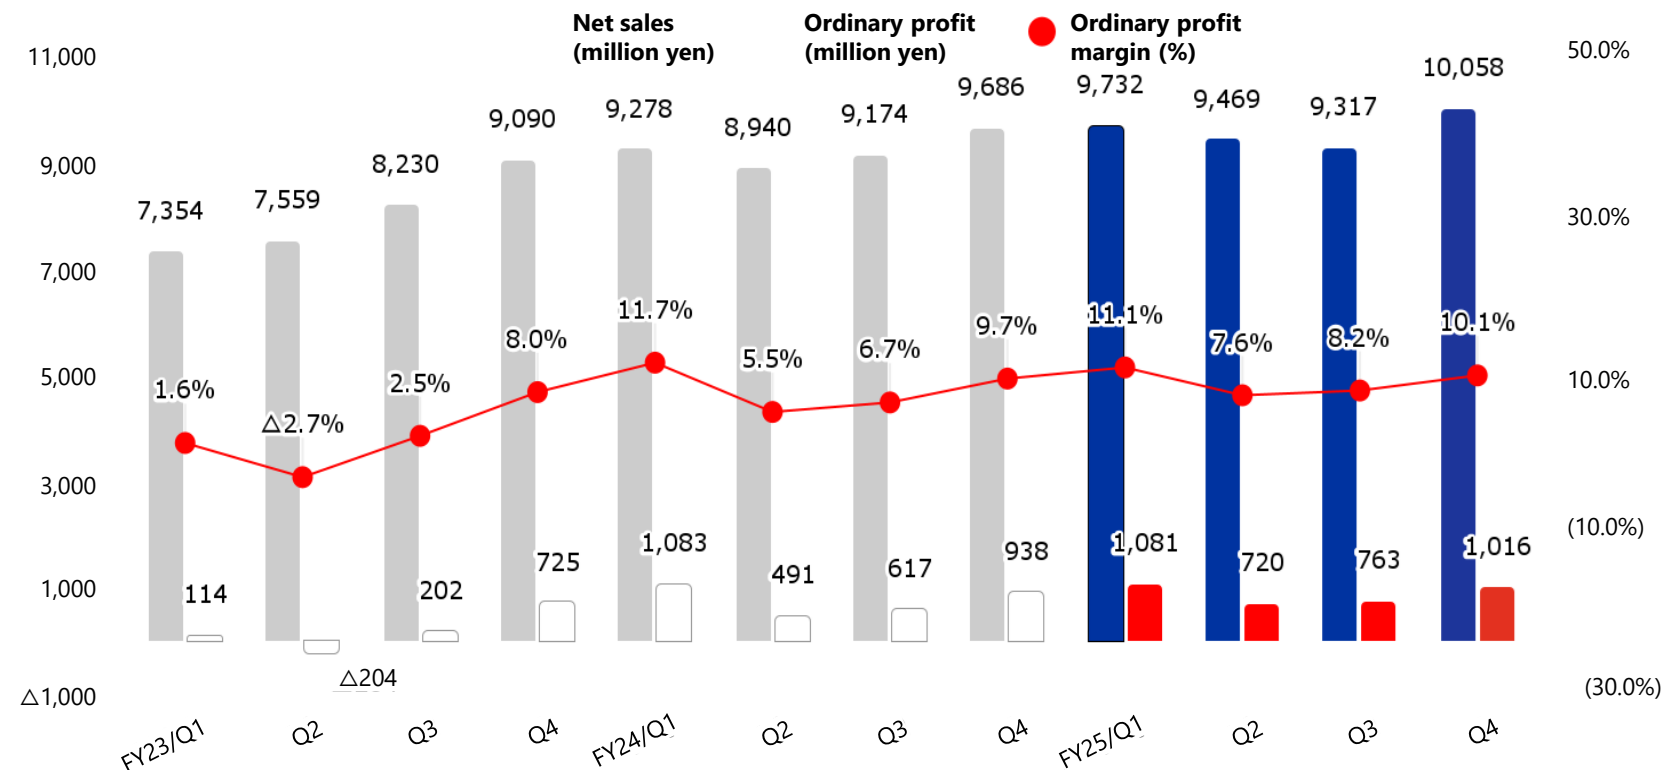 Net sales
(million yen)
Ordinary profit
(million yen)
Ordinary profit
margin (%)
11,000
9,000
7,000
5,000
3,000
1,000
△1,000
50.0%
30.0%
10.0%
(10.0%)
(30.0%)
7,354
7,559
8,230
9,090
9,278
8,940
9,174
9,686
9,732
9,469
9,317
10,058
1.6%
△2.7%
2.5%
8.0%
11.7%
5.5%
6.7%
9.7%
11.1%
7.6%
8.2%
10.1%
114
△204
202
725
1,083
491
617
938
1,081
720
763
1,016
FY23/Q1
Q2
Q3
Q4
FY24/Q1
Q2
Q3
Q4
FY25/Q1
Q2
Q3
Q4